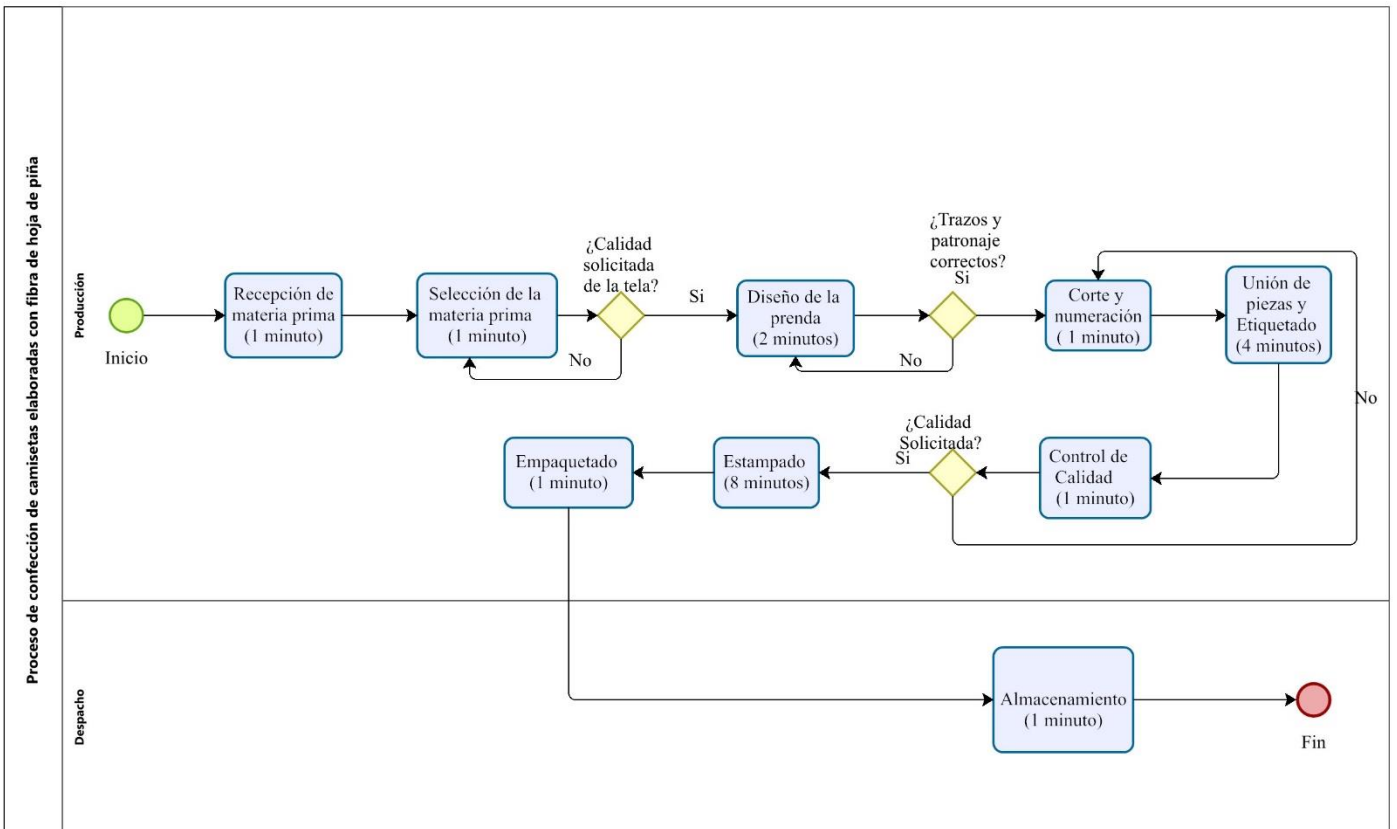 Proceso de confección de camisetas elaboradas con fibra de hoja de piña
Producción
Inicio
Recepción de
materia prima
(1 minuto)
Selección de la
materia prima
(1 minuto)
¿Calidad
solicitada
de la tela?
Si
No
Diseño de la
prenda
(2 minutos)
¿Trazos y
patronaje
correctos?
Si
No
Corte y
numeración
( 1 minuto)
Unión de
piezas y
Etiquetado
(4 minutos)
No
Control de
Calidad
(1 minuto)
¿Calidad
Solicitada?
Si
Estampado
(8 minutos)
Empaquetado
(1 minuto)
Despacho
Almacenamiento
(1 minuto)
Fin